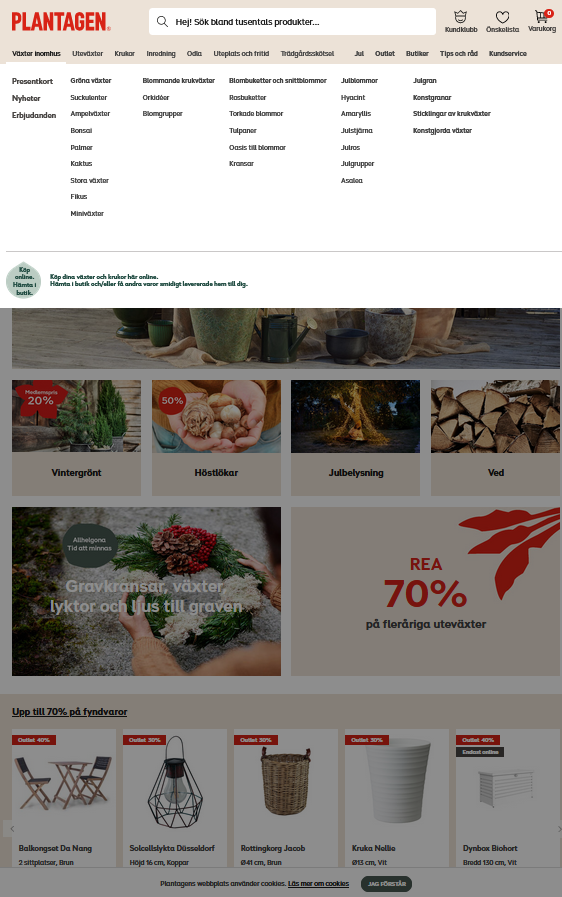 PLANTAGEN
Hej! Sök bland tusentals produkter...
Kundklubb
Önskelista
0
Varukorg
Växter inomhus
Uteväxter
Krukor
Inredning
Odla
Uteplats och fritid
Trädgårdsskötsel
Jul
Outlet
Butiker
Tips och råd
Kundservice
Presentkort
Nyheter
Erbjudanden
Gröna växter
Suckulenter
Ampelväxter
Bonsai
Palmer
Kaktus
Stora växter
Fikus
Miniväxter
Blommande krukväxter
Orkidéer
Blomgrupper
Blombuketter och snittblommor
Rosbuketter
Torkade blommor
Tulpaner
Oasis till blommor
Kransar
Julblommor
Hyacint
Amaryllis
Julstjärna
Julros
Julgrupper
Asalea
Julgran
Konstgranar
Sticklingar av krukväxter
Konstgjorda växter
Köp
online.
Hämta i
butik.
Köp dina växter och krukor här online.
Hämta i butik och/eller få andra varor smidigt levererade hem till dig.
Medlemspris
20%
50%
Vintergrönt
Höstlökar
Julbelysning
Ved
Allhelgona
Tid att minnas
Gravkransar, växter,
lyktor och ljus till graven
REA
70%
på fleråriga uteväxter
Upp till 70% på fyndvaror
Outlet 40%
Outlet 30%
Outlet 30%
Outlet 50%
Outlet 40%
Endast online
Balkongset Da Nang
2 sittplatser, Brun
Solcellslykta Düsseldorf
Höjd 16 cm, Koppar
Rottingkorg Jacob
Ø41 cm, Brun
Kruka Nellie
Ø13 cm, Vit
Dynbox Biohort
Bredd 130 cm, Vit
Plantagens webbplats använder cookies. Läs mer om cookies
JAG FÖRSTÅR